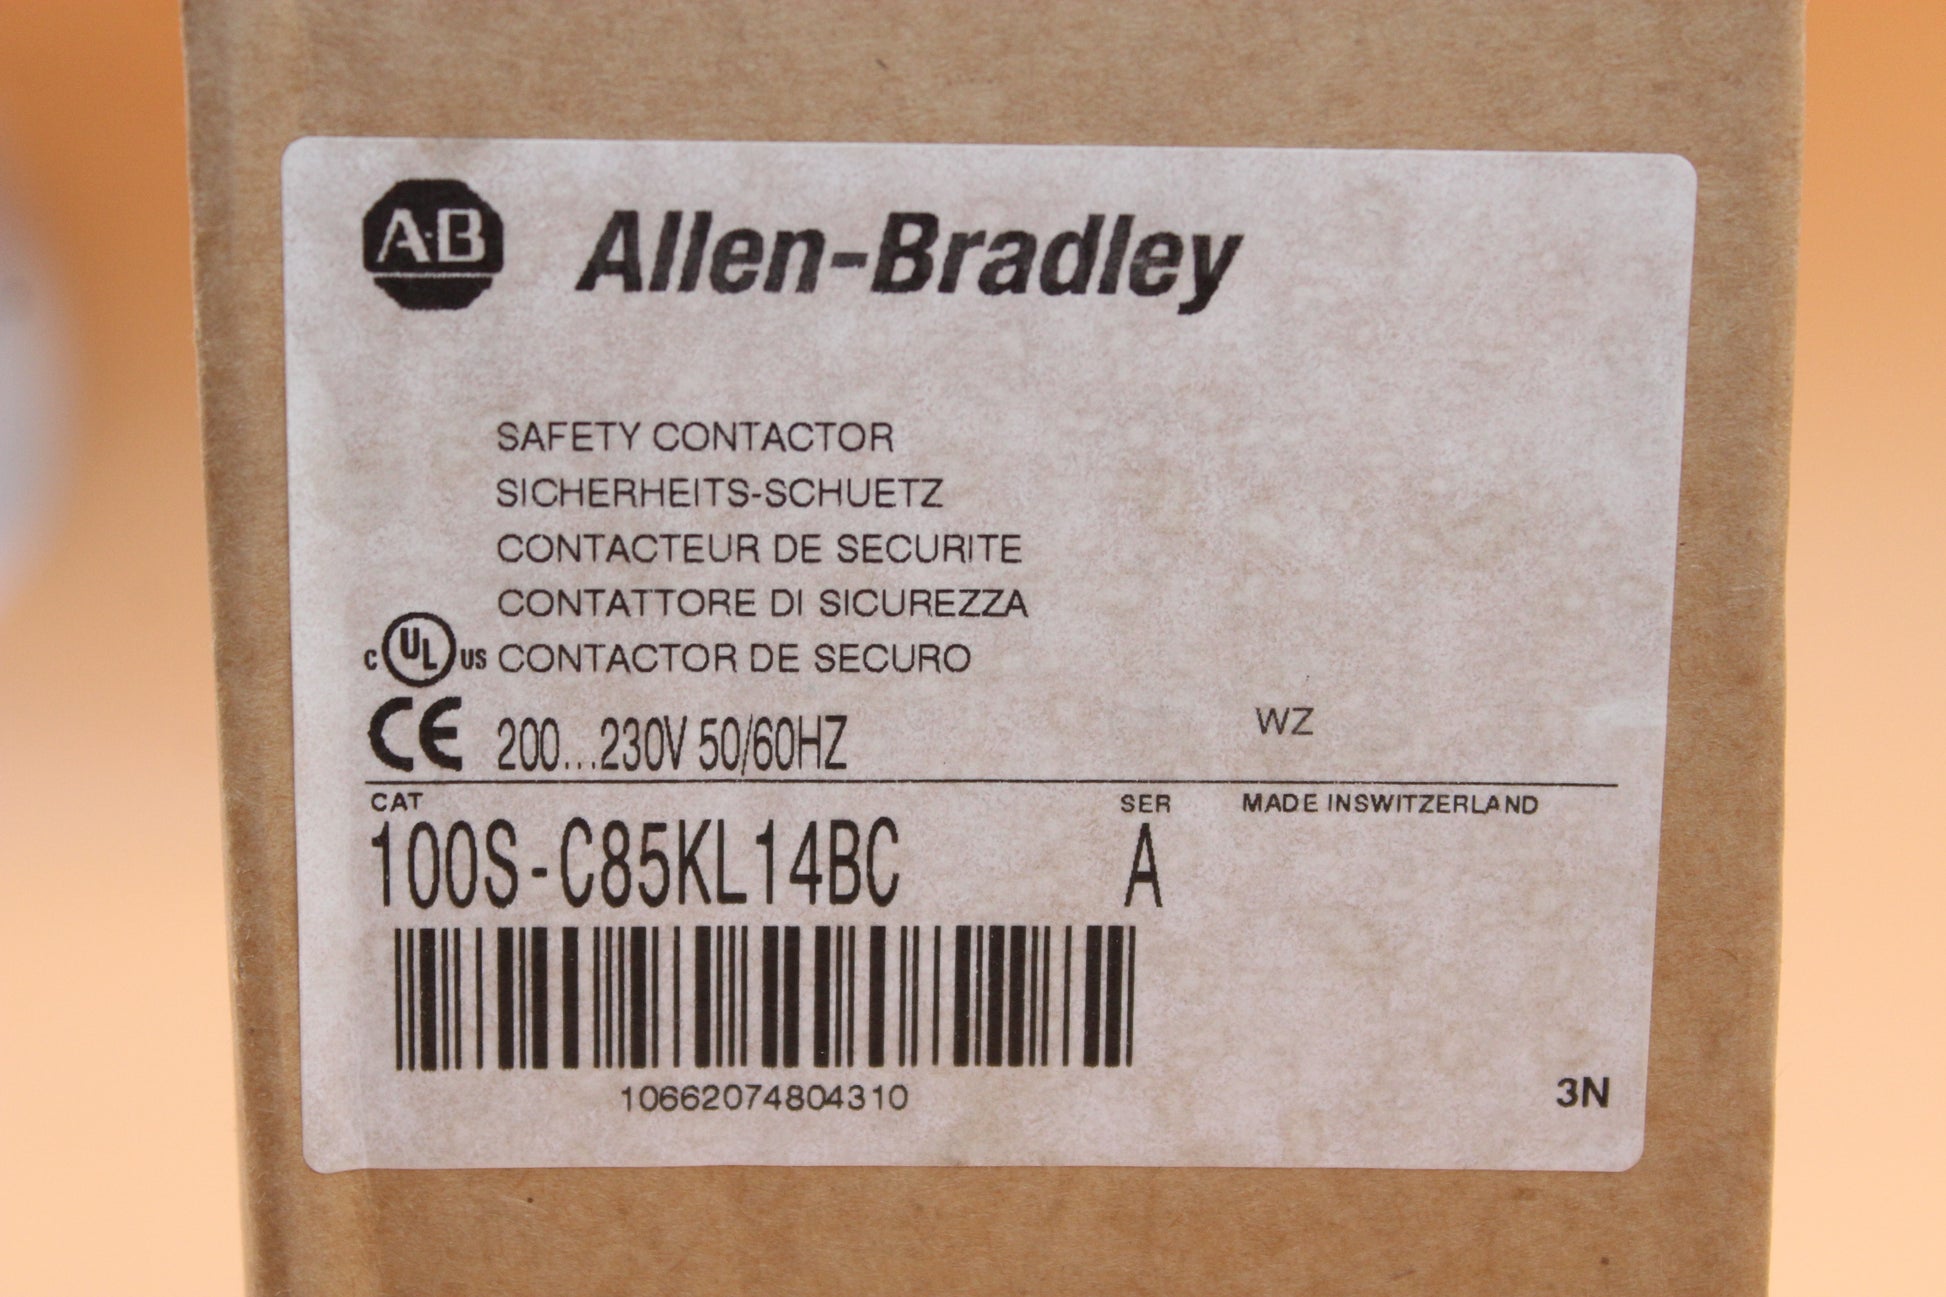 A-B Allen-Bradley
SAFETY CONTACTOR
SICHERHEITS-SCHUETZ
CONTACTEUR DE SECURITE
CONTATTORE DI SICUREZZA
c UL us CONTACTOR DE SECURO
CE 200...230V 50/60HZ WZ
CAT SER MADE INSWITZERLAND
100S-C85KL14BC A
10662074804310
3N